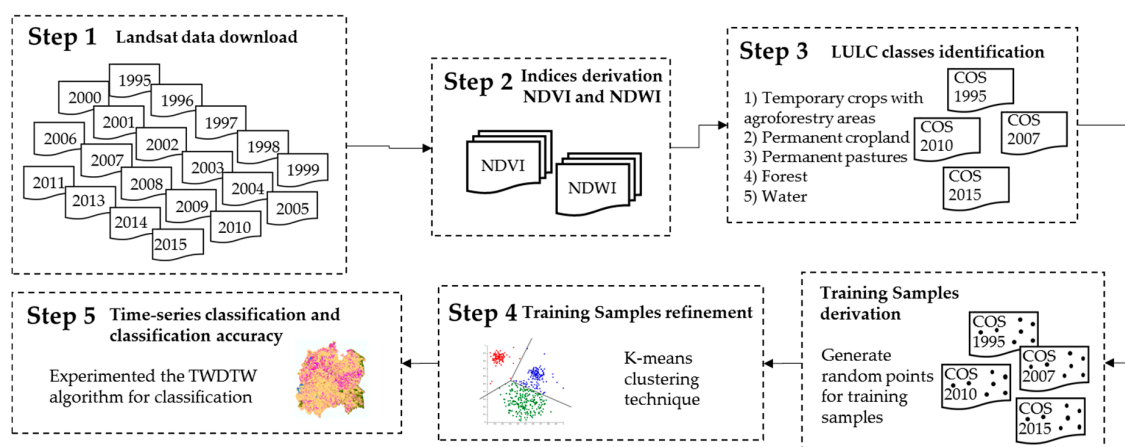 Step 1 Landsat data download
1995
2000
1996
2001
1997
2006
2002
1998
2007
2003
1999
2011
2008
2004
2013
2009
2005
2014
2010
2015
Step 2 Indices derivation
NDVI and NDWI
NDVI
NDWI
Step 3 LULC classes identification
1) Temporary crops with
agroforestry areas
2) Permanent cropland
3) Permanent pastures
4) Forest
5) Water
COS
1995
COS
2010
COS
2007
COS
2015
Training Samples
derivation
Generate
random points
for training
samples
COS
1995
COS
2007
COS
2010
COS
2015
Step 4 Training Samples refinement
K-means
clustering
technique
Step 5 Time-series classification and
classification accuracy
Experimented the TWDTW
algorithm for classification